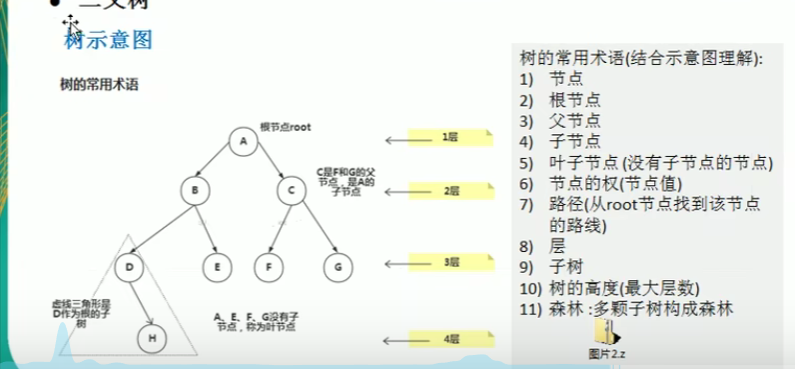 二叉树
树示意图
树的常用术语
根节点root
A
1层
C是F和G的父
节点，是A的
子节点
B
C
2层
D
E
F
G
3层
虚线三角形是
D作为根的子
树
A、E、F、G没有子
节点，称为叶节点
H
4层
树的常用术语(结合示意图理解):
1) 节点
2) 根节点
3) 父节点
4) 子节点
5) 叶子节点 (没有子节点的节点)
6) 节点的权(节点值)
7) 路径(从root节点找到该节点
的路线)
8) 层
9) 子树
10) 树的高度(最大层数)
11) 森林 :多颗子树构成森林
图片2.z